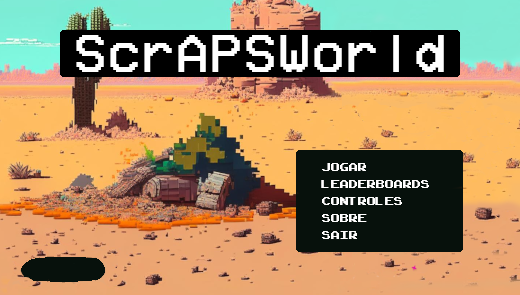 ScrAPSWorld
JOGAR
LEADERBOARDS
CONTROLES
SOBRE
SAIR